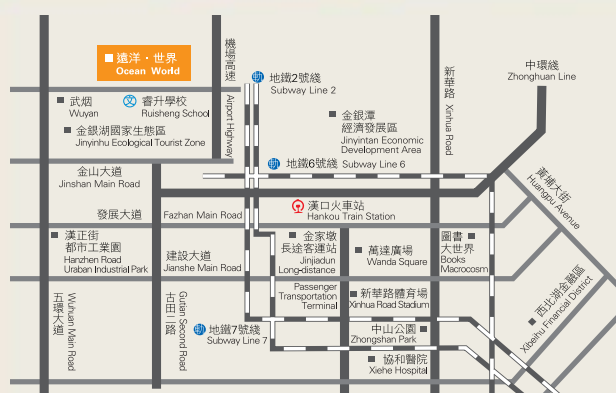 遠洋·世界
Ocean World
機場高速
Airport Highway
地鐵2號綫
Subway Line 2
新華路
Xinhua Road
中環綫
Zhonghuan Line
武烟
Wuyan
睿升學校
Ruisheng School
金銀湖國家生態區
Jinyinhu Ecological Tourist Zone
金銀潭
經濟發展區
Jinyintan Economic
Development Area
地鐵6號綫 Subway Line 6
金山大道
Jinshan Main Road
黃埔大街
Huangpu Avenue
漢口火車站
Hankou Train Station
發展大道
Fazhan Main Road
漢正街
都市工業園
Hanzhen Road
Uraban Industrial Park
建設大道
Jianshe Main Road
金家墩
長途客運站
Jinjiadun
Long-distance
Passenger
Transportation
Terminal
萬達廣場
Wanda Square
圖書
大世界
Books
Macrocosm
西北湖金融區
Xibeihu Financial District
五環大道
Wuhuan Main Road
古田二路
Gutian Second Road
新華路體育場
Xinhua Road Stadium
地鐵7號綫
Subway Line 7
中山公園
Zhongshan Park
協和醫院
Xiehe Hospital